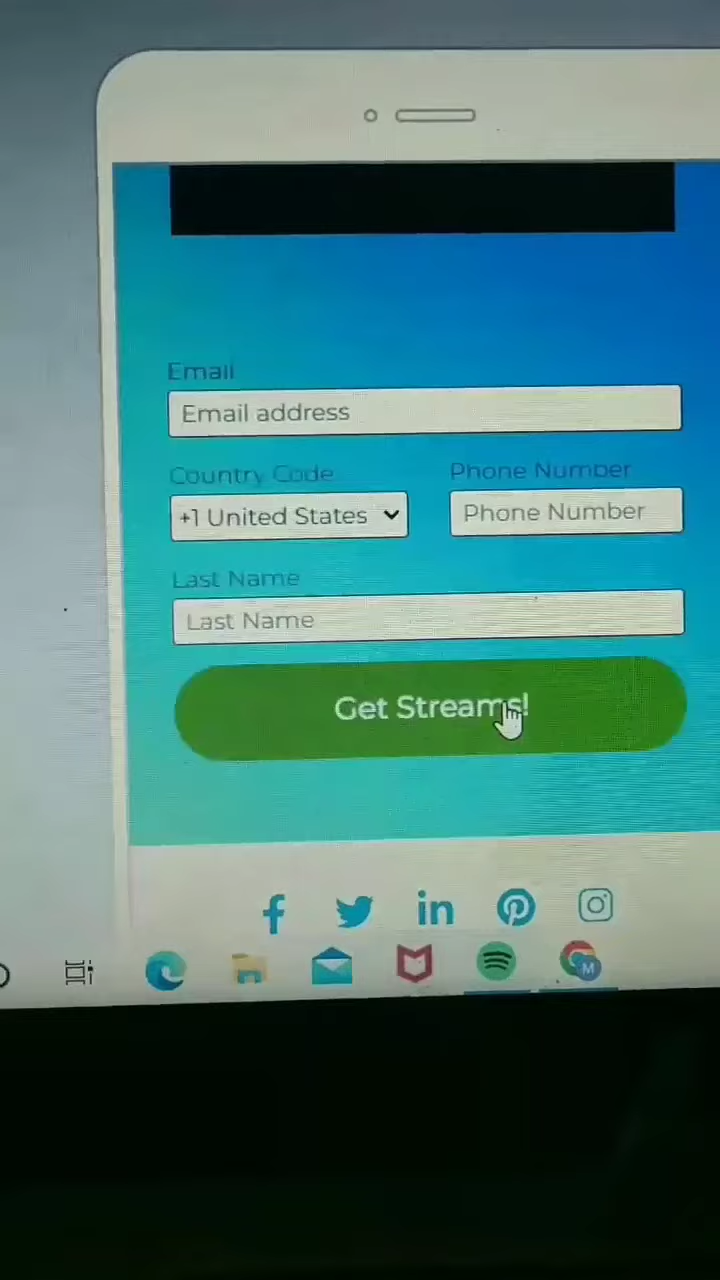 Email
Email address
Country Code
Phone Number
+1 United States
Phone Number
Last Name
Last Name
Get Streams!
M